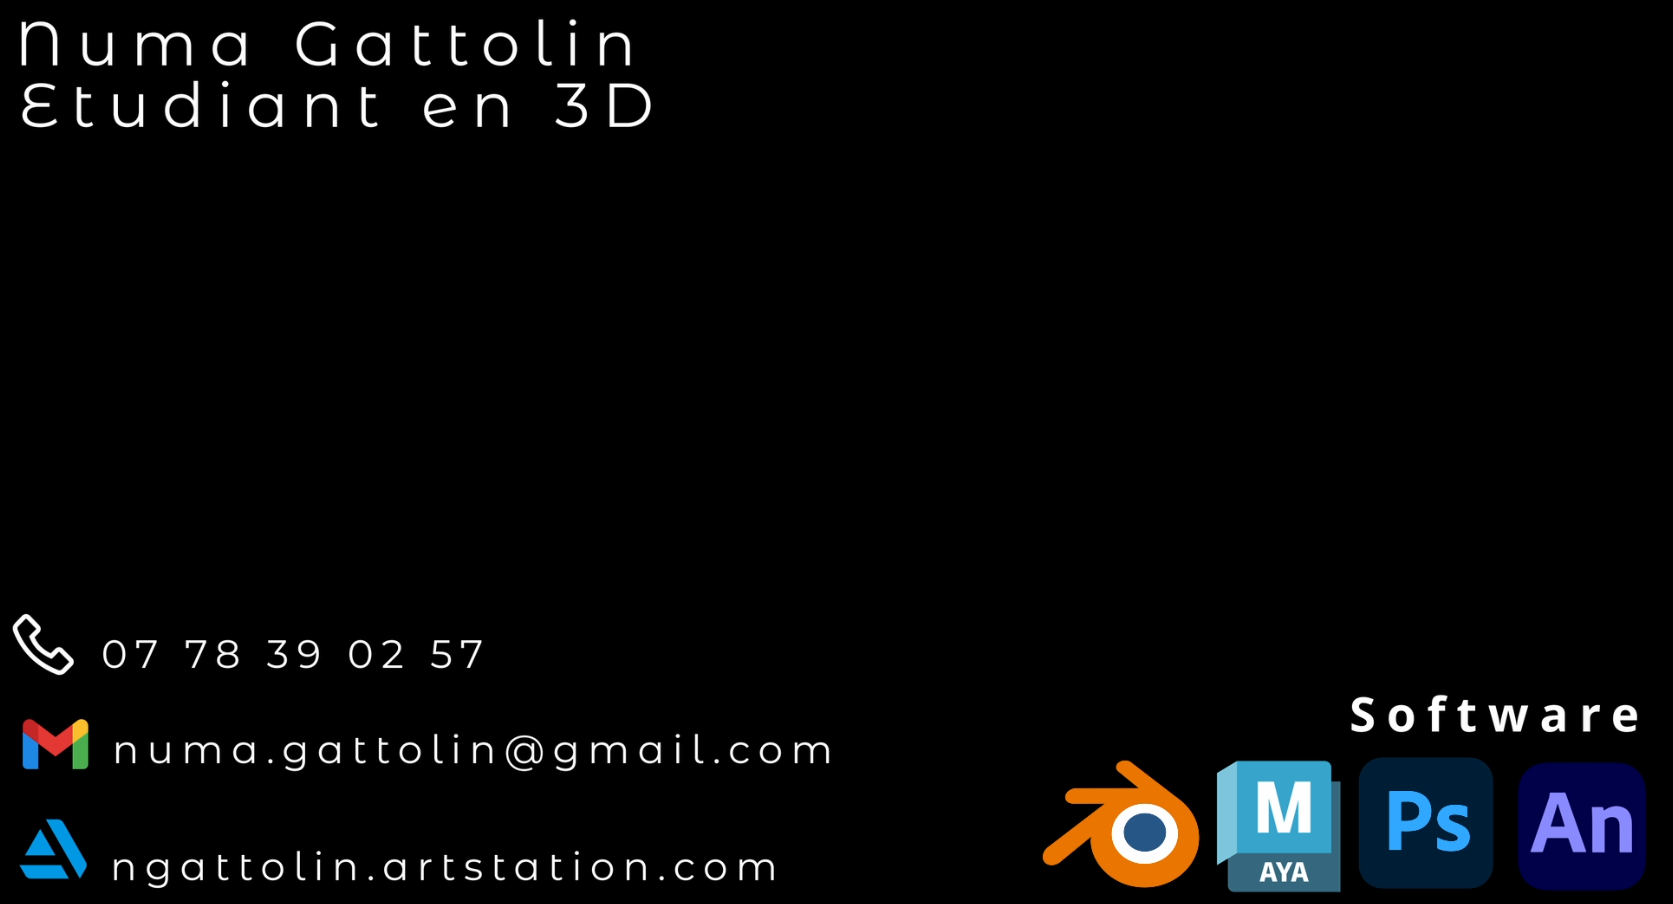 Numa Gattolin
Etudiant en 3D
07 78 39 02 57
numa.gattolin@gmail.com
ngattolin.artstation.com
Software
M
AYA
Ps
An